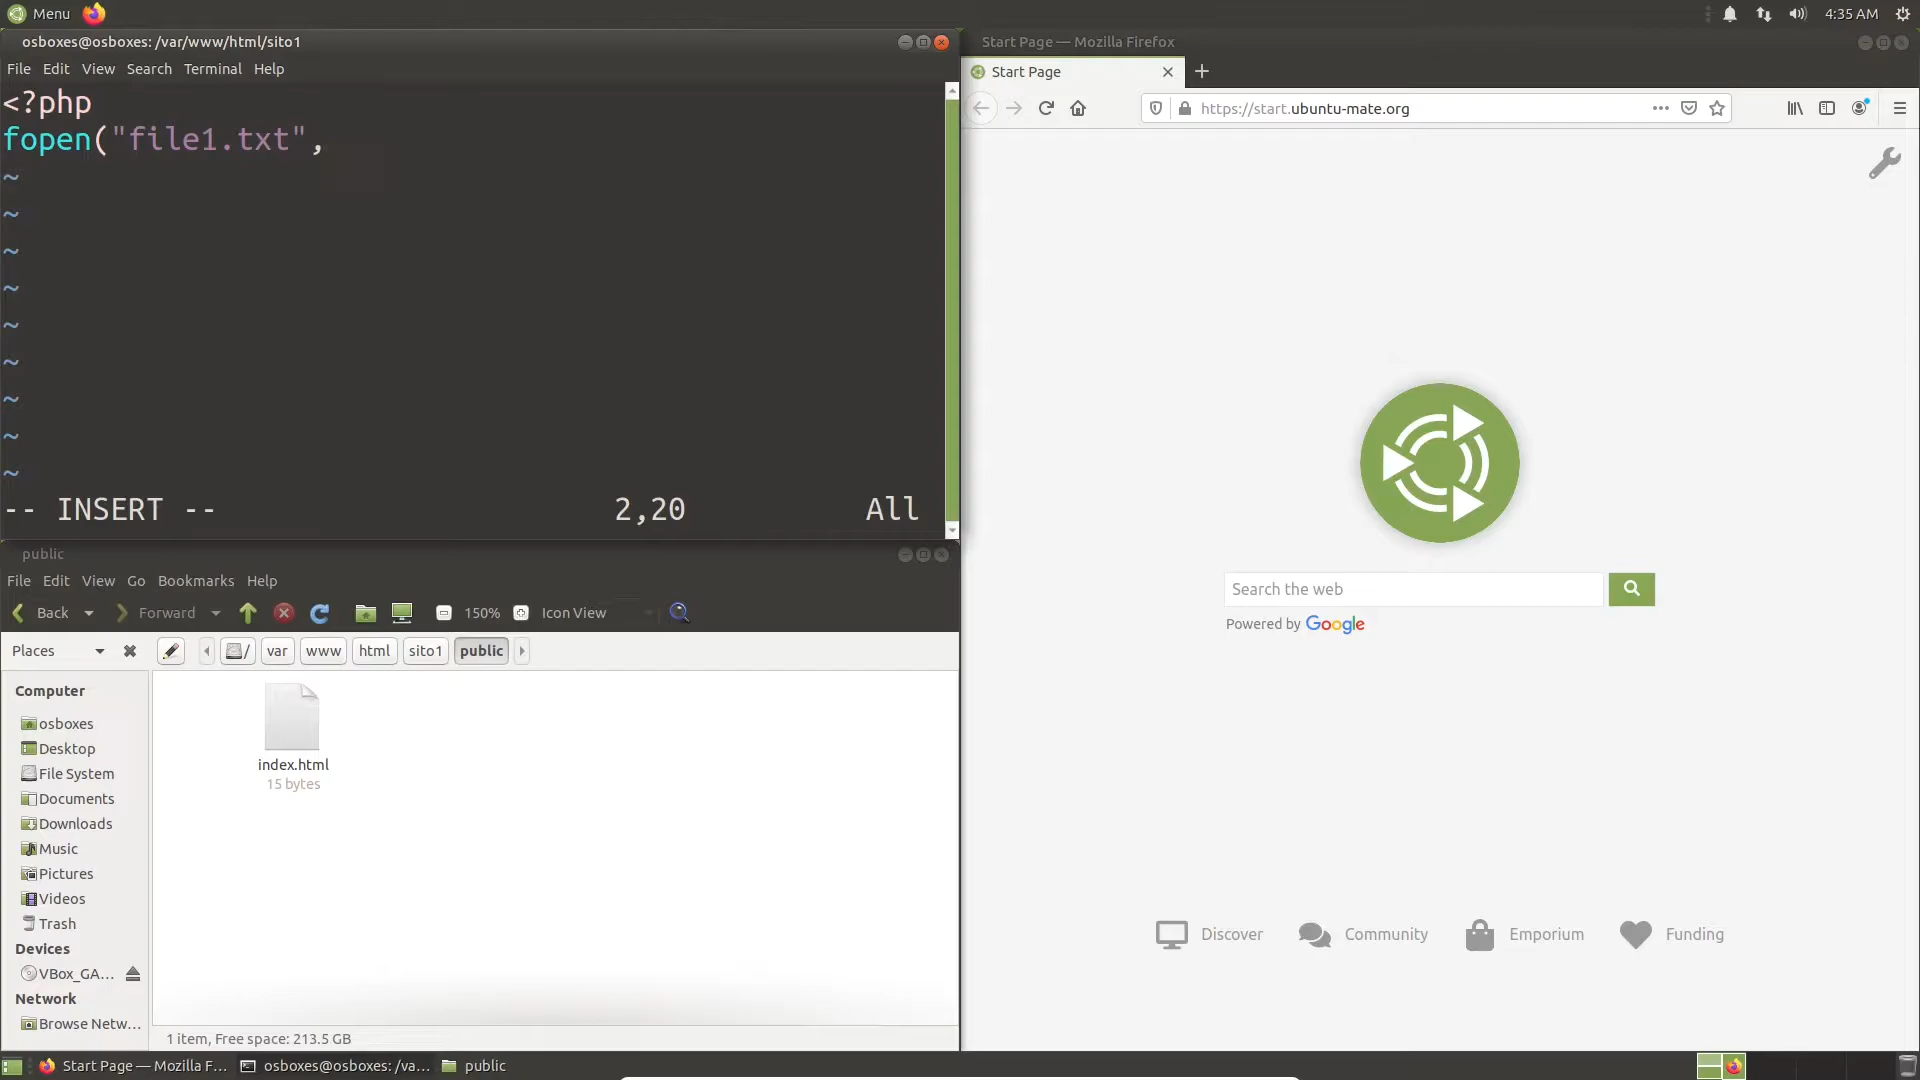 Menu
4:35 AM
osboxes@osboxes: /var/www/html/sito1
File Edit View Search Terminal Help
<?php
fopen("file1.txt",
~
~
~
~
~
~
~
~
~
-- INSERT -- 2,20 All
public
File Edit View Go Bookmarks Help
Back Forward 150% Icon View
Places / var www html sito1 public
Computer
osboxes
Desktop
File System
Documents
Downloads
Music
Pictures
Videos
Trash
Devices
VBox_GA...
Network
Browse Netw...
index.html
15 bytes
1 item, Free space: 213.5 GB
Start Page — Mozilla Firefox
Start Page
https://start.ubuntu-mate.org
Search the web
Powered by Google
Discover Community Emporium Funding
Start Page — Mozilla F... osboxes@osboxes: /va... public